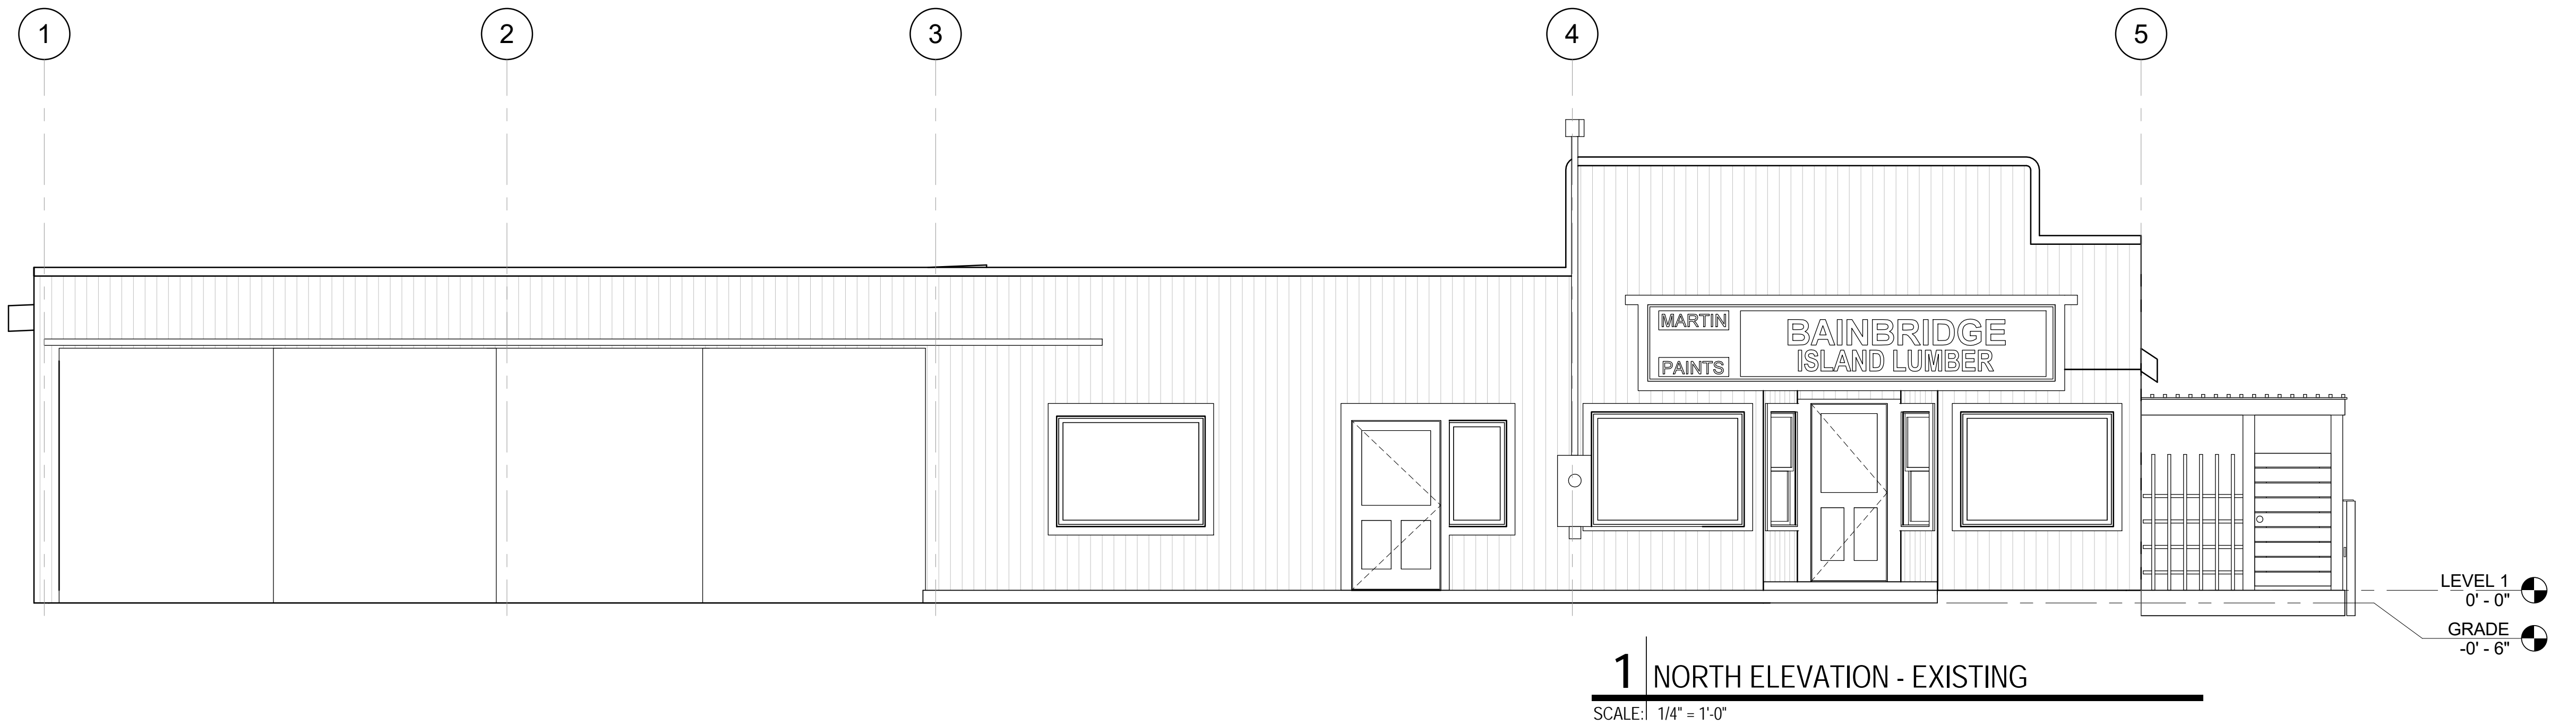 1 2 3 4 5
MARTIN
PAINTS
BAINBRIDGE
ISLAND LUMBER
LEVEL 1
0' - 0"
GRADE
-0' - 6"
1 NORTH ELEVATION - EXISTING
SCALE: 1/4" = 1'-0"